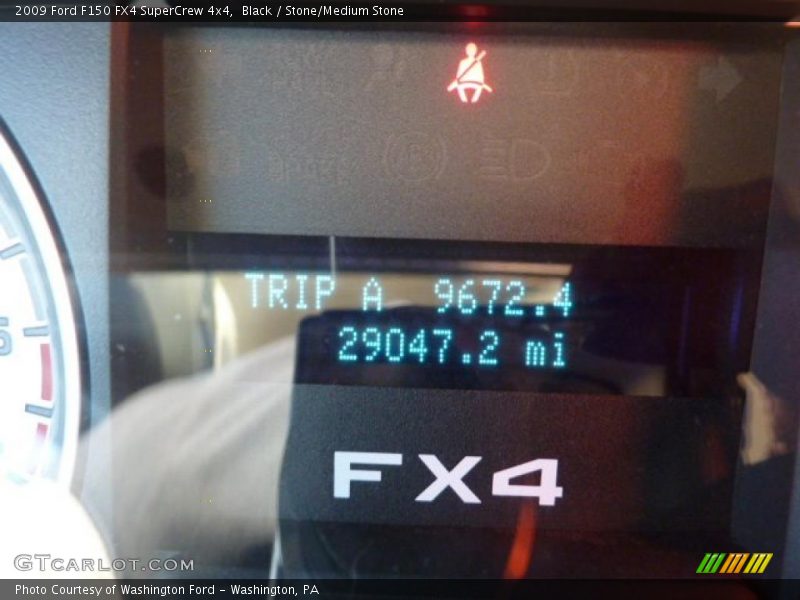 2009 Ford F150 FX4 SuperCrew 4x4, Black / Stone/Medium Stone
5
TRIP A 9672.4
29047.2 mi
FX4
GTCARLOT.COM
Photo Courtesy of Washington Ford - Washington, PA